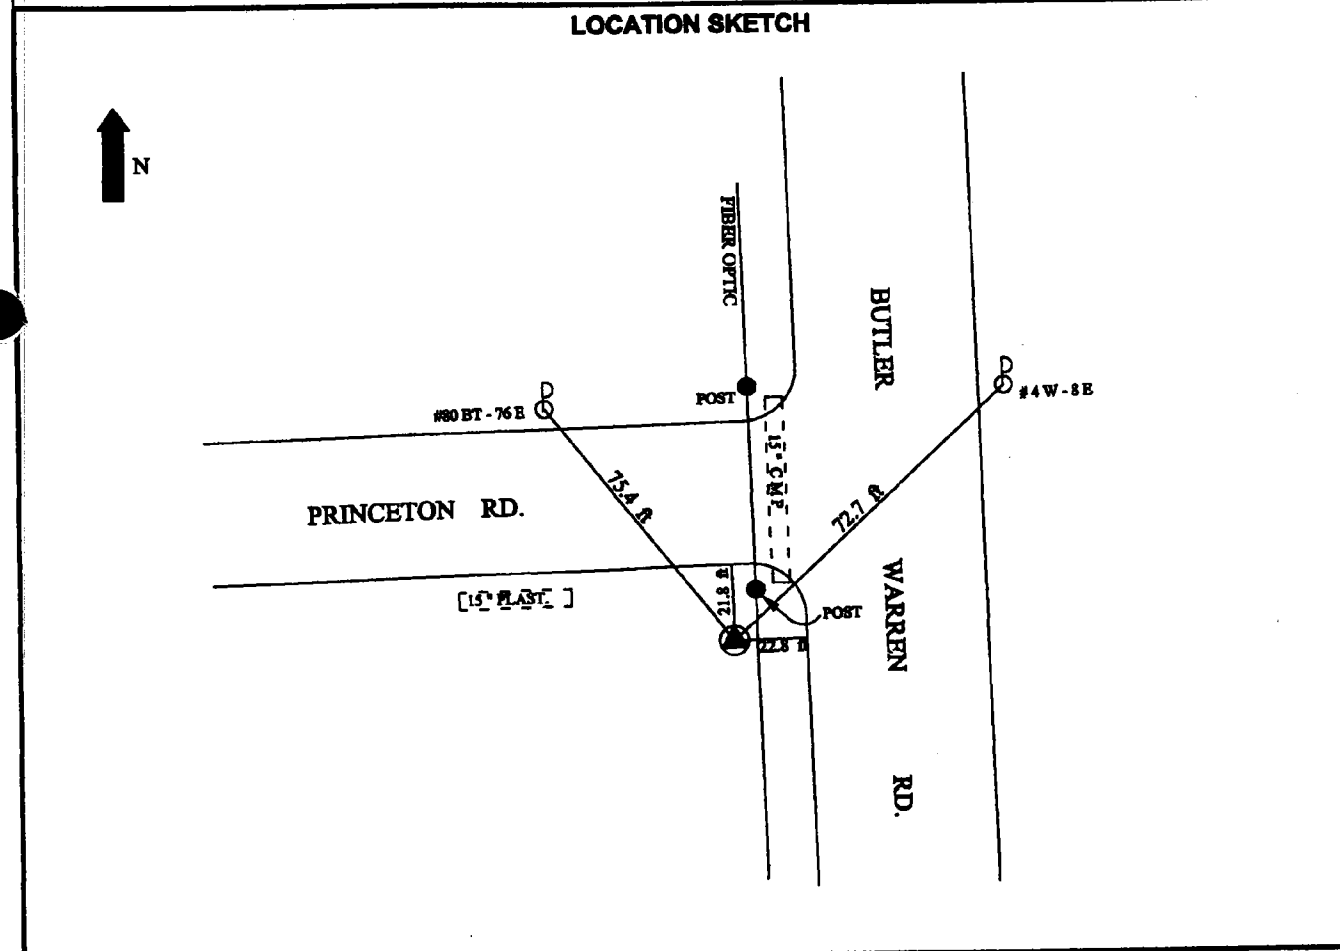 LOCATION SKETCH
N
FIBER OPTIC
BUTLER
POST
#80 BT - 76 E
#4 W - 8 E
15" CMP
75.4 ft
72.7 ft
PRINCETON RD.
WARREN
15" PLAST.
21.8 ft
POST
22.8 ft
RD.